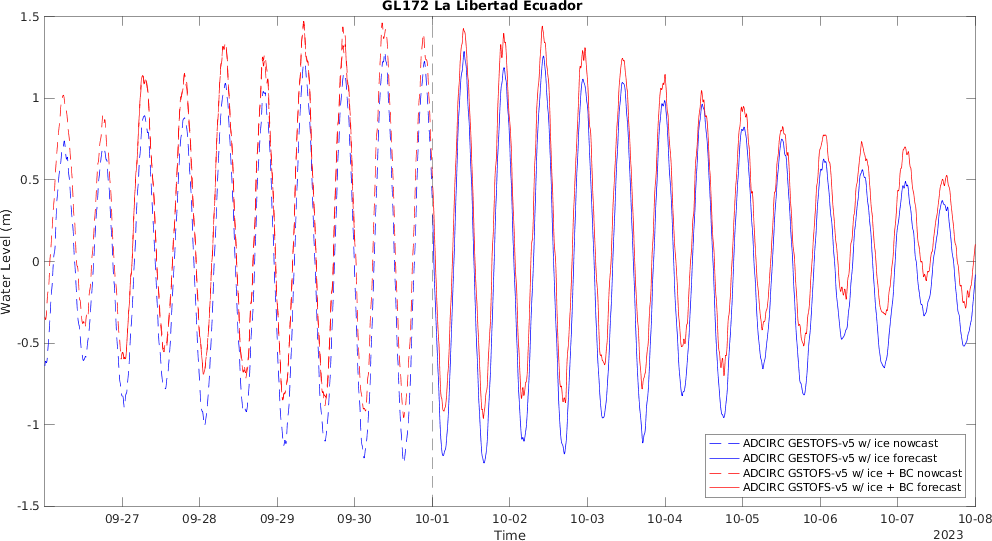 GL172 La Libertad Ecuador
1.5
1
0.5
0
-0.5
-1
-1.5
Water Level (m)
ADCIRC GESTOFS-v5 w/ ice nowcast
ADCIRC GESTOFS-v5 w/ ice forecast
ADCIRC GSTOFS-v5 w/ ice + BC nowcast
ADCIRC GSTOFS-v5 w/ ice + BC forecast
09-27 09-28 09-29 09-30 10-01 10-02 10-03 10-04 10-05 10-06 10-07 10-08
Time
2023